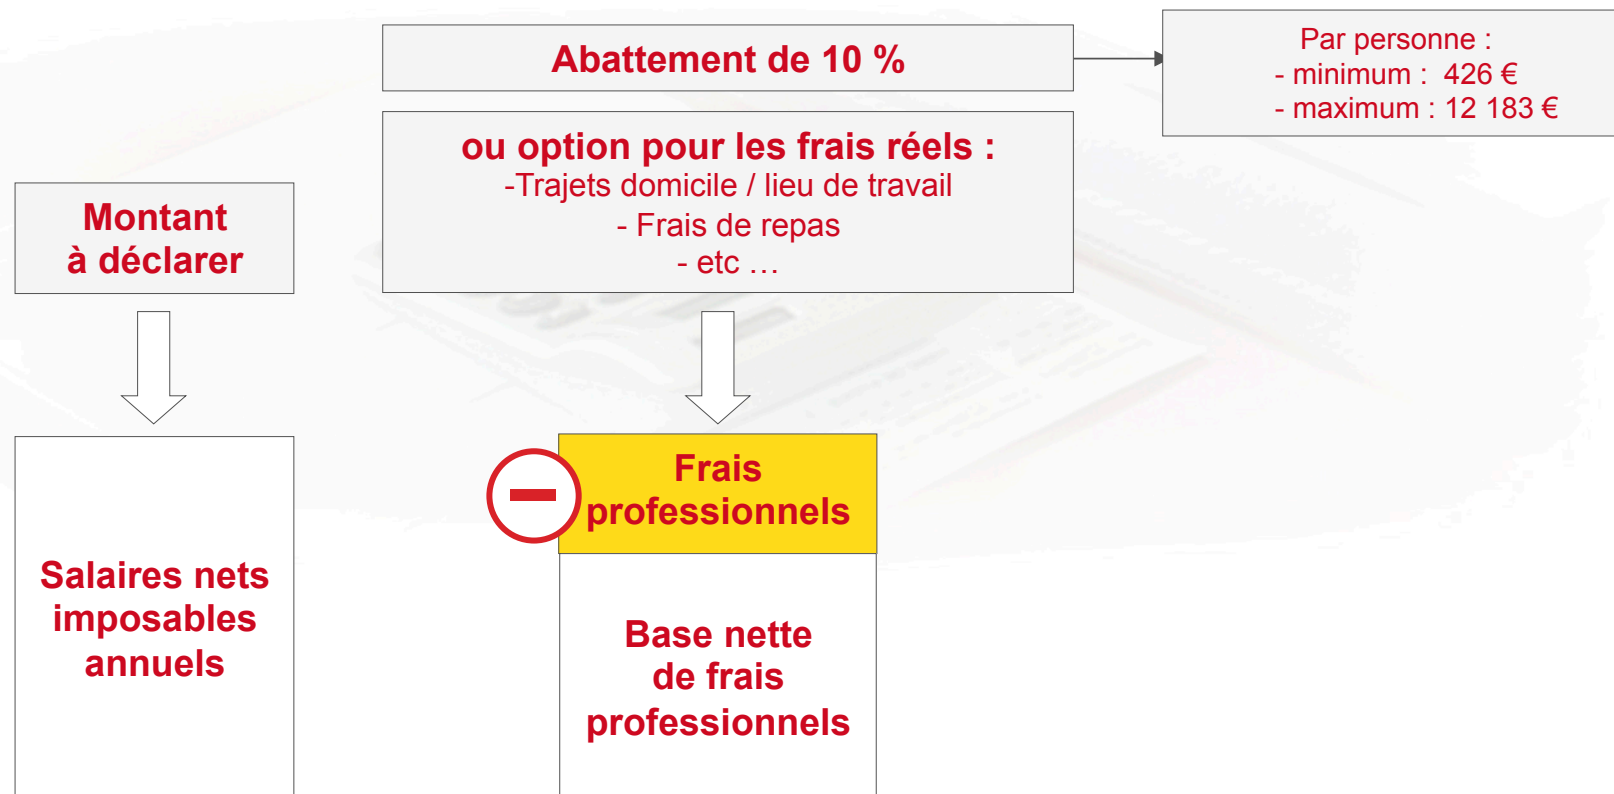 Abattement de 10 %
Par personne :
- minimum : 426 €
- maximum : 12 183 €
ou option pour les frais réels :
-Trajets domicile / lieu de travail
- Frais de repas
- etc …
Montant
à déclarer
Frais
professionnels
Salaires nets
imposables
annuels
Base nette
de frais
professionnels